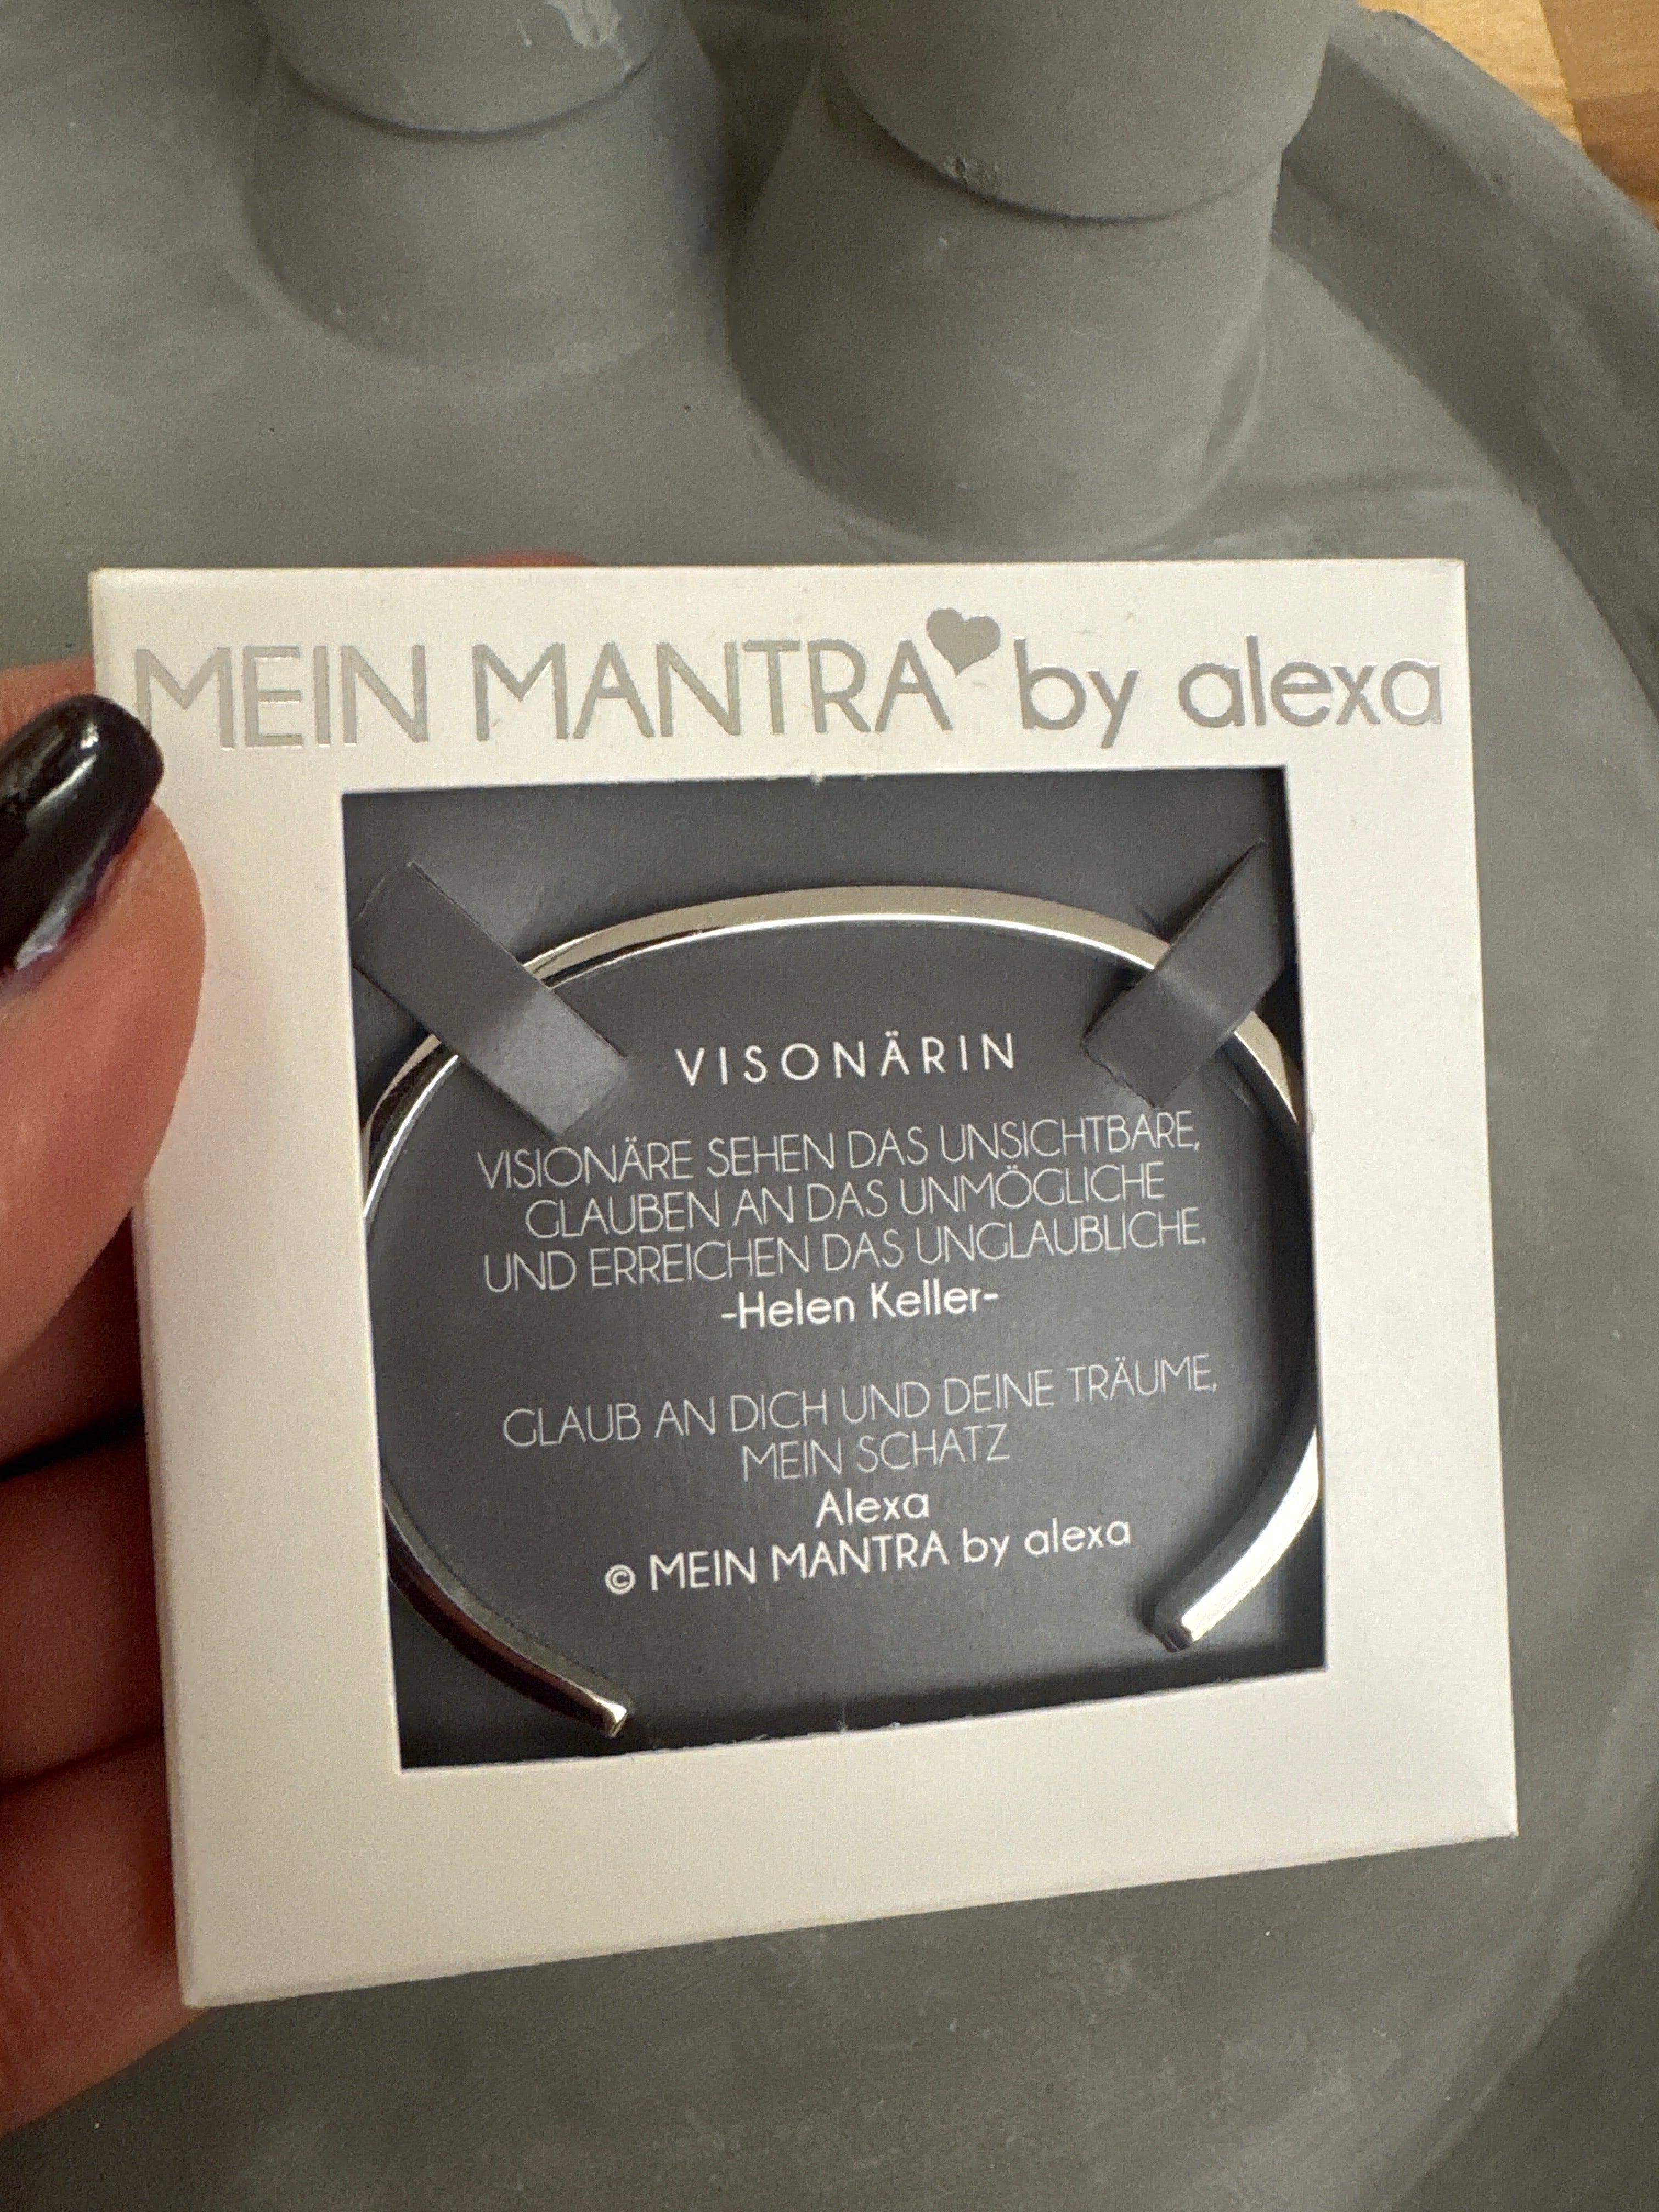 MEIN MANTRA by alexa
VISONÄRIN
VISIONÄRE SEHEN DAS UNSICHTBARE,
GLAUBEN AN DAS UNMÖGLICHE
UND ERREICHEN DAS UNGLAUBLICHE.
-Helen Keller-
GLAUB AN DICH UND DEINE TRÄUME,
MEIN SCHATZ
Alexa
© MEIN MANTRA by alexa